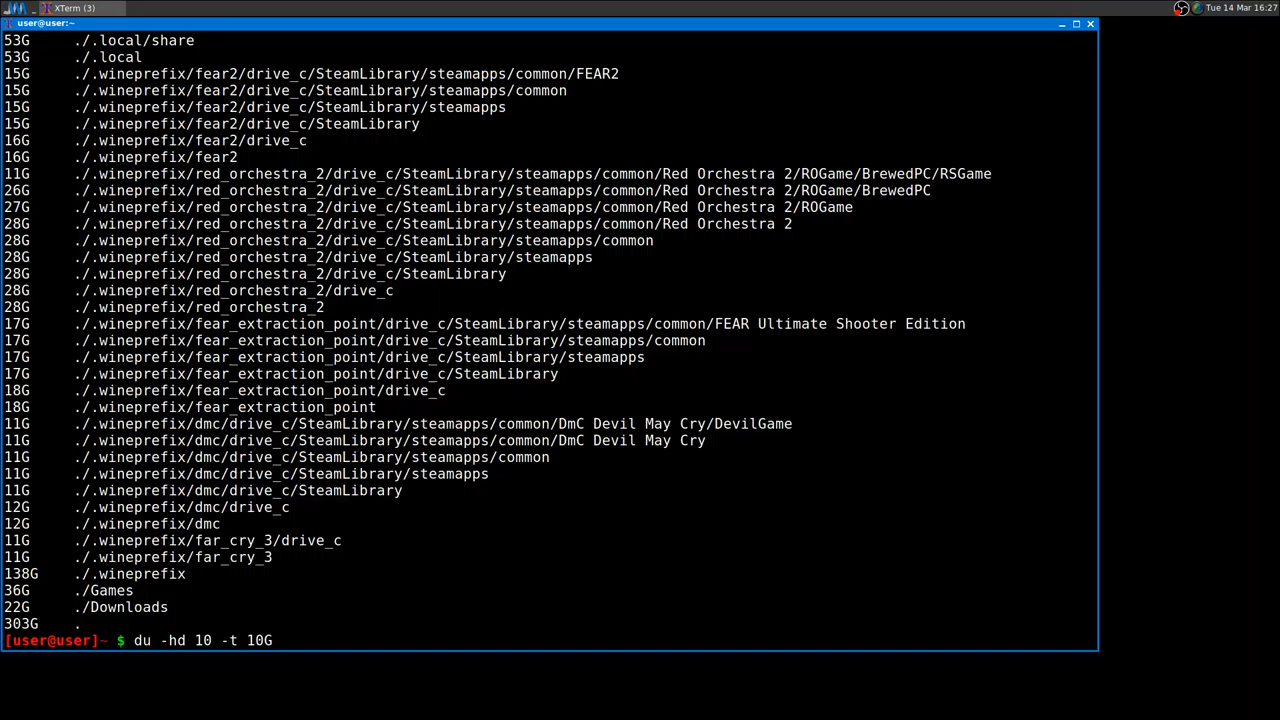 XTerm (3)
Tue 14 Mar 16:27
user@user:~
53G ./.local/share
53G ./.local
15G ./.wineprefix/fear2/drive_c/SteamLibrary/steamapps/common/FEAR2
15G ./.wineprefix/fear2/drive_c/SteamLibrary/steamapps/common
15G ./.wineprefix/fear2/drive_c/SteamLibrary/steamapps
15G ./.wineprefix/fear2/drive_c/SteamLibrary
16G ./.wineprefix/fear2/drive_c
16G ./.wineprefix/fear2
11G ./.wineprefix/red_orchestra_2/drive_c/SteamLibrary/steamapps/common/Red Orchestra 2/ROGame/BrewedPC/RSGame
26G ./.wineprefix/red_orchestra_2/drive_c/SteamLibrary/steamapps/common/Red Orchestra 2/ROGame/BrewedPC
27G ./.wineprefix/red_orchestra_2/drive_c/SteamLibrary/steamapps/common/Red Orchestra 2/ROGame
28G ./.wineprefix/red_orchestra_2/drive_c/SteamLibrary/steamapps/common/Red Orchestra 2
28G ./.wineprefix/red_orchestra_2/drive_c/SteamLibrary/steamapps/common
28G ./.wineprefix/red_orchestra_2/drive_c/SteamLibrary/steamapps
28G ./.wineprefix/red_orchestra_2/drive_c/SteamLibrary
28G ./.wineprefix/red_orchestra_2/drive_c
28G ./.wineprefix/red_orchestra_2
17G ./.wineprefix/fear_extraction_point/drive_c/SteamLibrary/steamapps/common/FEAR Ultimate Shooter Edition
17G ./.wineprefix/fear_extraction_point/drive_c/SteamLibrary/steamapps/common
17G ./.wineprefix/fear_extraction_point/drive_c/SteamLibrary/steamapps
17G ./.wineprefix/fear_extraction_point/drive_c/SteamLibrary
18G ./.wineprefix/fear_extraction_point/drive_c
18G ./.wineprefix/fear_extraction_point
11G ./.wineprefix/dmc/drive_c/SteamLibrary/steamapps/common/DmC Devil May Cry/DevilGame
11G ./.wineprefix/dmc/drive_c/SteamLibrary/steamapps/common/DmC Devil May Cry
11G ./.wineprefix/dmc/drive_c/SteamLibrary/steamapps/common
11G ./.wineprefix/dmc/drive_c/SteamLibrary/steamapps
11G ./.wineprefix/dmc/drive_c/SteamLibrary
12G ./.wineprefix/dmc/drive_c
12G ./.wineprefix/dmc
11G ./.wineprefix/far_cry_3/drive_c
11G ./.wineprefix/far_cry_3
138G ./.wineprefix
36G ./Games
22G ./Downloads
303G .
[user@user]~ $ du -hd 10 -t 10G